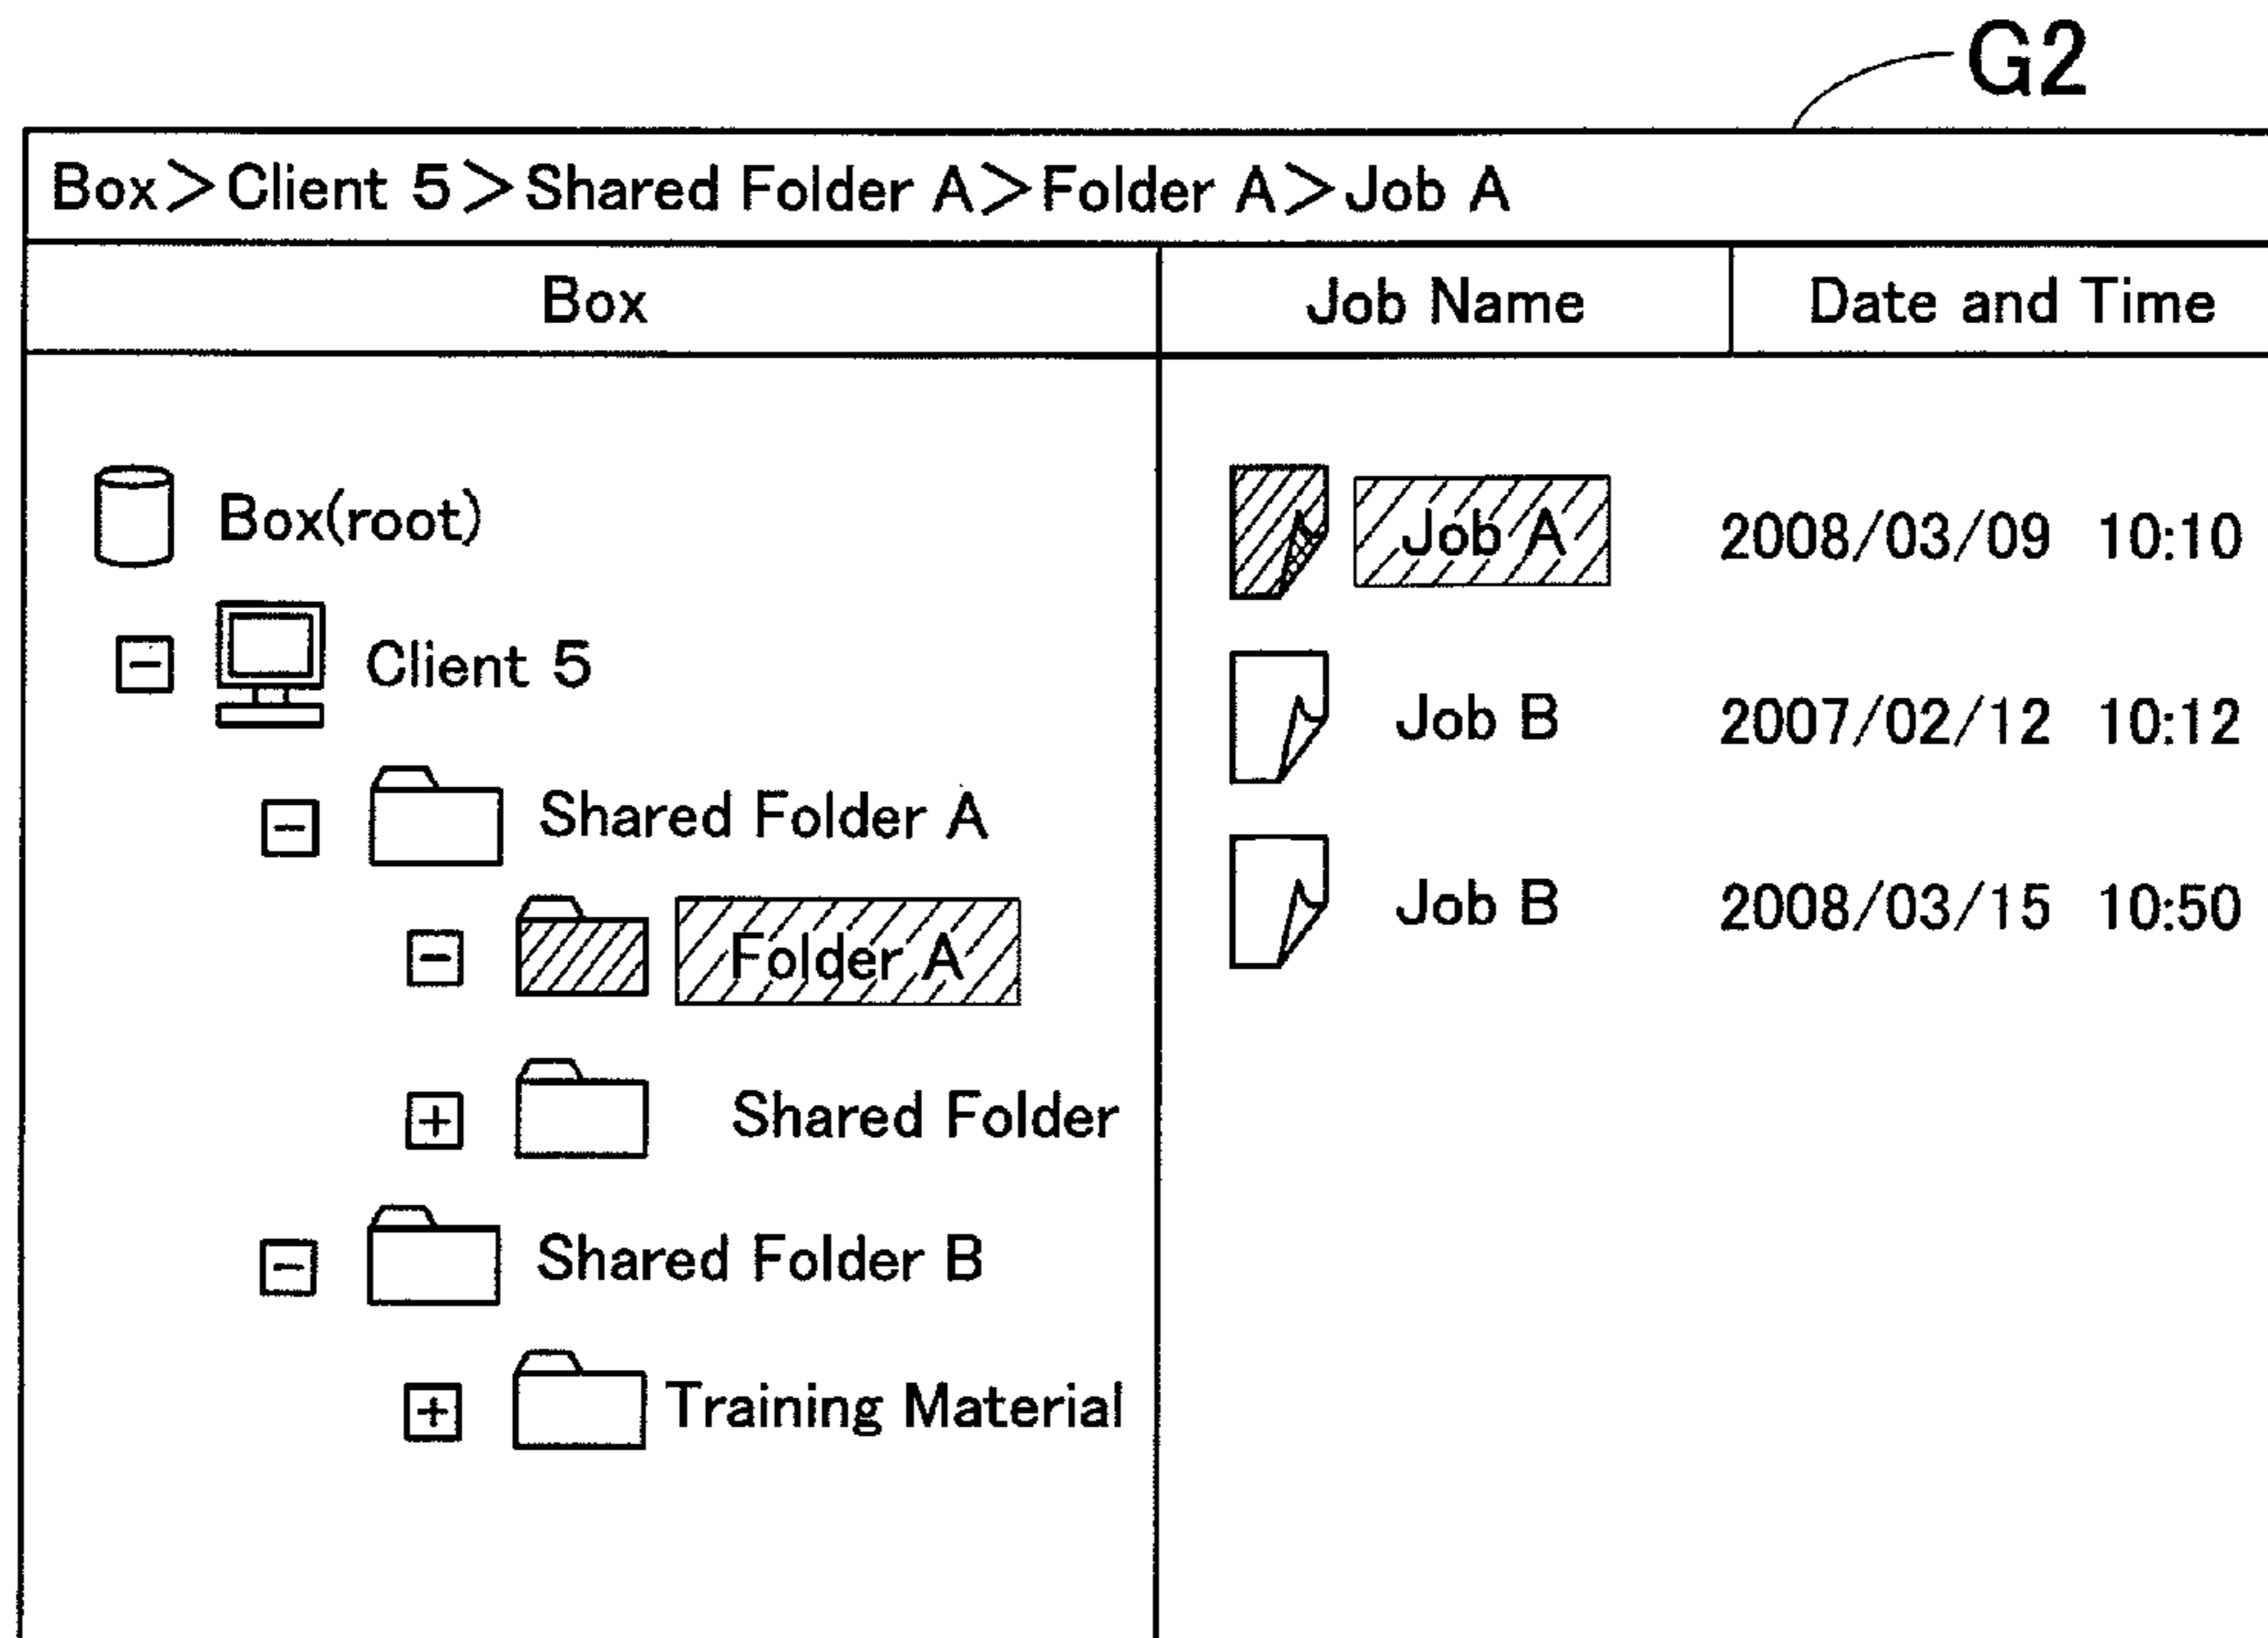 G2
Box>Client 5>Shared Folder A>Folder A>Job A
Box Job Name Date and Time
Box(root)
Client 5
Shared Folder A
Folder A
Shared Folder
Shared Folder B
Training Material
Job A 2008/03/09 10:10
Job B 2007/02/12 10:12
Job B 2008/03/15 10:50